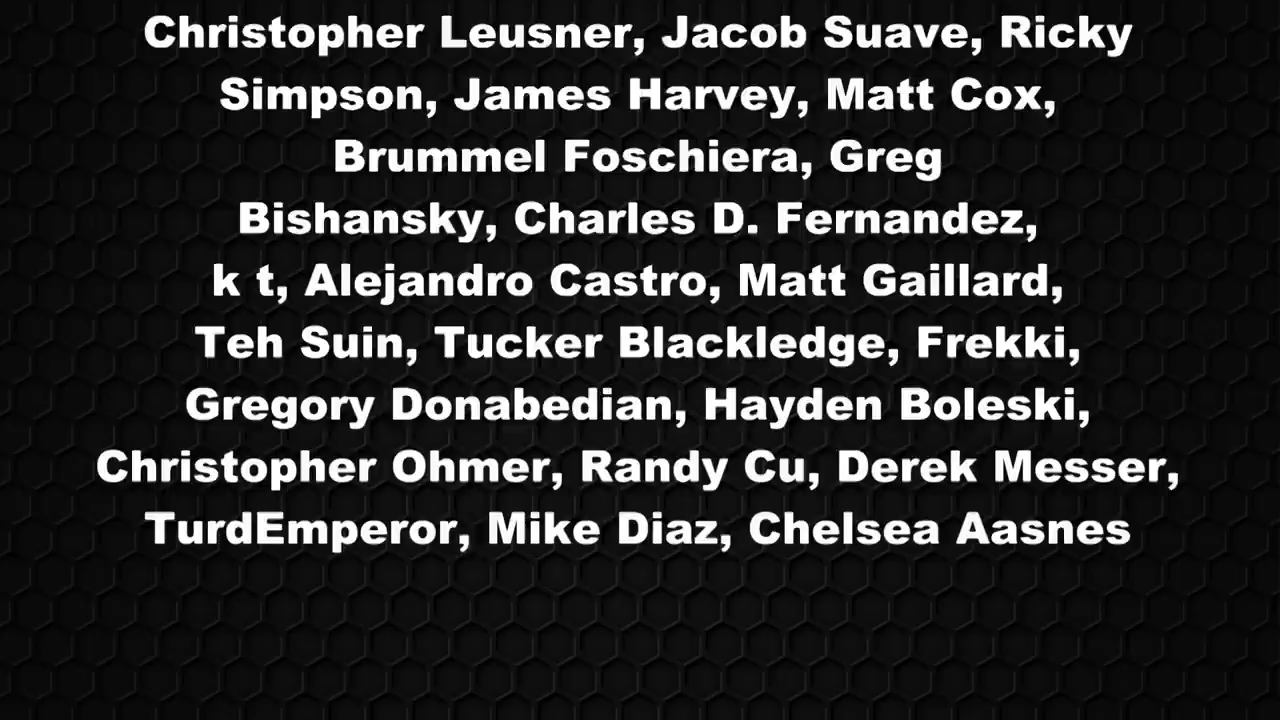 Christopher Leusner, Jacob Suave, Ricky
Simpson, James Harvey, Matt Cox,
Brummel Foschiera, Greg
Bishansky, Charles D. Fernandez,
k t, Alejandro Castro, Matt Gaillard,
Teh Suin, Tucker Blackledge, Frekki,
Gregory Donabedian, Hayden Boleski,
Christopher Ohmer, Randy Cu, Derek Messer,
TurdEmperor, Mike Diaz, Chelsea Aasnes